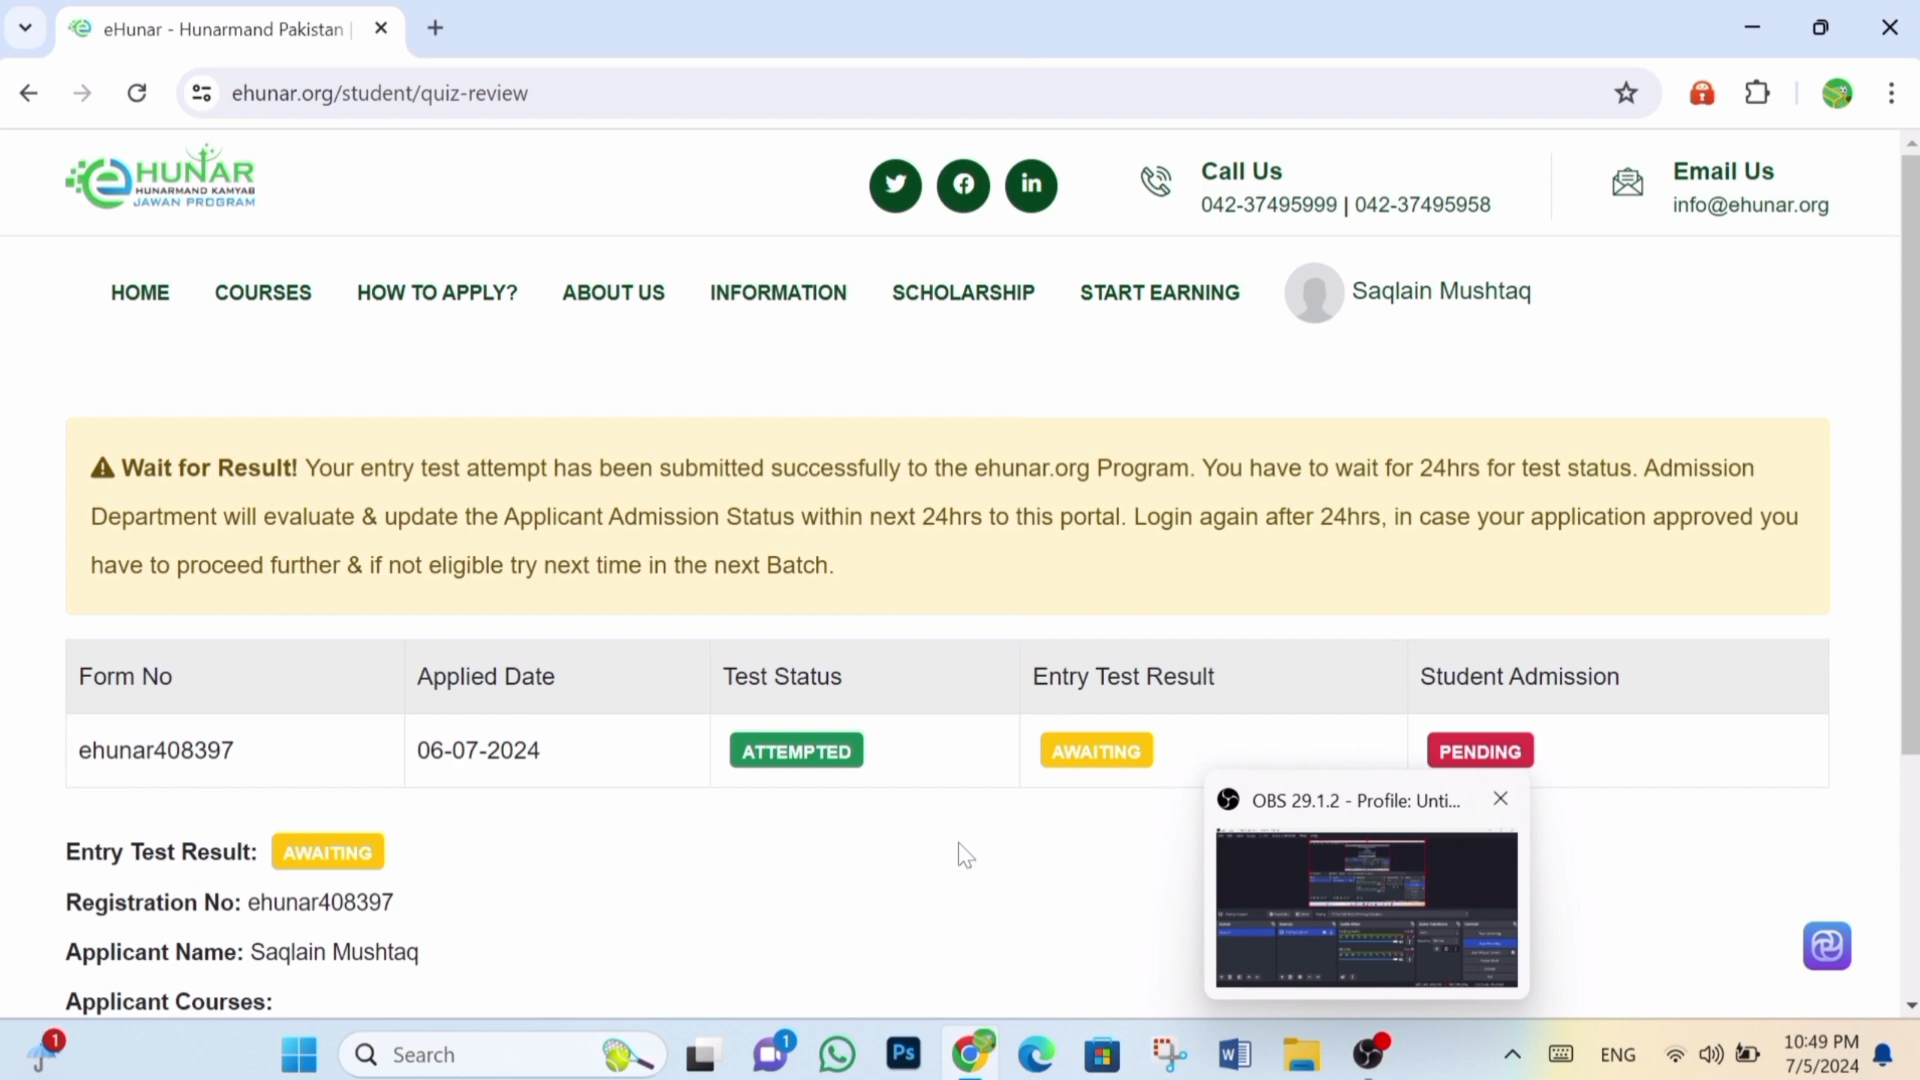 eHunar - Hunarmand Pakistan |
ehunar.org/student/quiz-review
eHUNAR
HUNARMAND KAMYAB
JAWAN PROGRAM
Call Us
042-37495999 | 042-37495958
Email Us
info@ehunar.org
HOME COURSES HOW TO APPLY? ABOUT US INFORMATION SCHOLARSHIP START EARNING Saqlain Mushtaq
Wait for Result! Your entry test attempt has been submitted successfully to the ehunar.org Program. You have to wait for 24hrs for test status. Admission
Department will evaluate & update the Applicant Admission Status within next 24hrs to this portal. Login again after 24hrs, in case your application approved you
have to proceed further & if not eligible try next time in the next Batch.
Form No Applied Date Test Status Entry Test Result Student Admission
ehunar408397 06-07-2024 ATTEMPTED AWAITING PENDING
OBS 29.1.2 - Profile: Unti...
Entry Test Result: AWAITING
Registration No: ehunar408397
Applicant Name: Saqlain Mushtaq
Applicant Courses:
1
Search
1
Ps
W
ENG
10:49 PM
7/5/2024